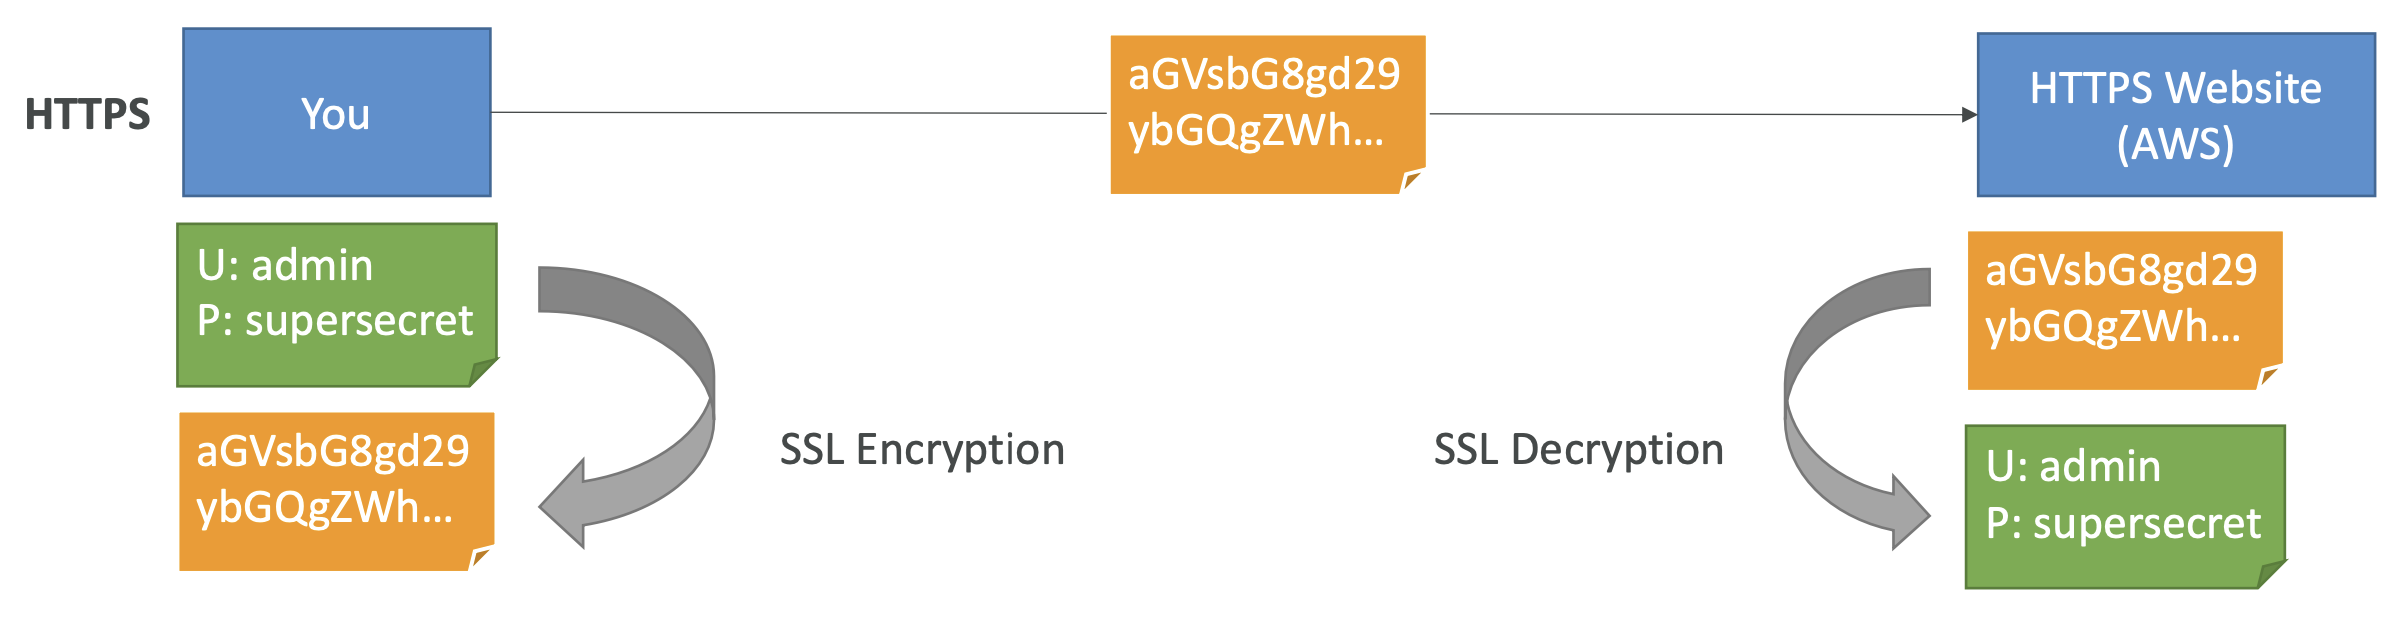 HTTPS
You
aGVsbG8gd29
ybGQgZWh...
HTTPS Website
(AWS)
U: admin
P: supersecret
aGVsbG8gd29
ybGQgZWh...
SSL Encryption
SSL Decryption
aGVsbG8gd29
ybGQgZWh...
U: admin
P: supersecret